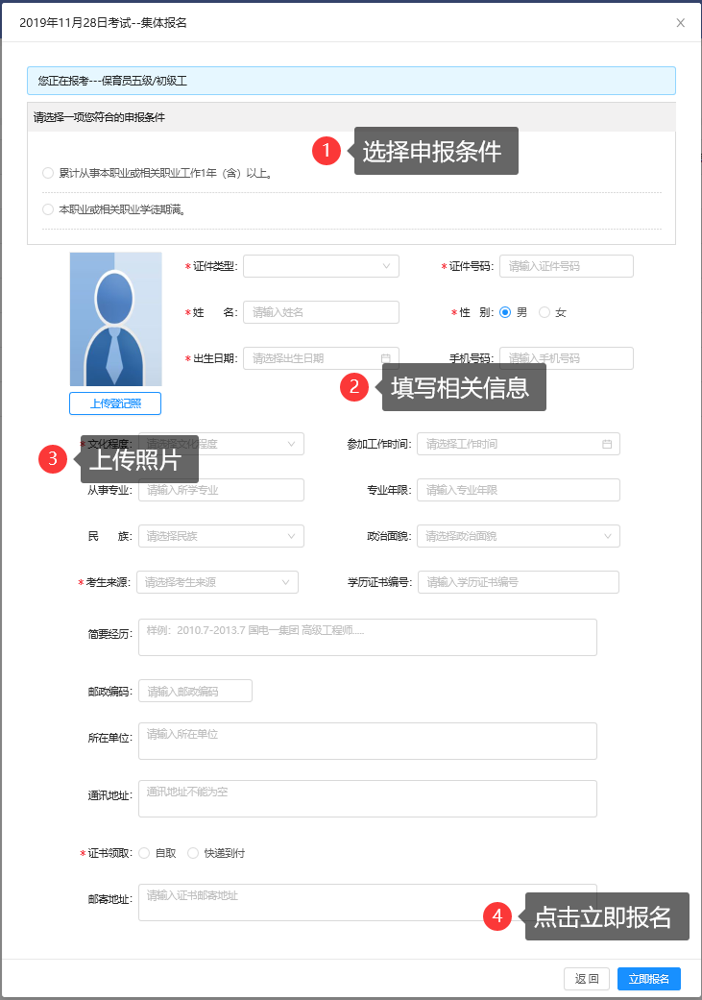 2019年11月28日考试--集体报名
您正在报考---保育员五级/初级工
请选择一项您符合的申报条件
1 选择申报条件
累计从事本职业或相关职业工作1年（含）以上。
本职业或相关职业学徒期满。
*证件类型: *证件号码: 请输入证件号码
*姓 名: 请输入姓名 *性 别: 男 女
*出生日期: 请选择出生日期 手机号码: 请输入手机号码
2 填写相关信息
上传登记照
*文化程度: 请选择文化程度 参加工作时间: 请选择工作时间
3 上传照片
从事专业: 请输入所学专业 专业年限: 请输入专业年限
民 族: 请选择民族 政治面貌: 请选择政治面貌
*考生来源: 请选择考生来源 学历证书编号: 请输入学历证书编号
简要经历: 样例：2010.7-2013.7 国电一集团 高级工程师.....
邮政编码: 请输入邮政编码
所在单位: 请输入所在单位
通讯地址: 通讯地址不能为空
*证书领取: 自取 快递到付
邮寄地址: 请输入证书邮寄地址
4 点击立即报名
返 回 立即报名